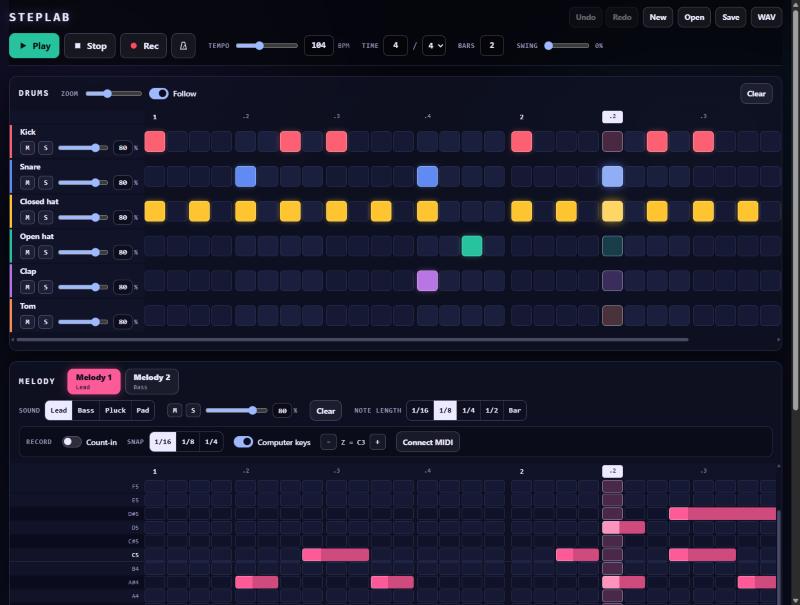 STEPLAB Undo Redo New Open Save WAV
Play Stop Rec TEMPO 104 BPM TIME 4 / 4 BARS 2 SWING 0%
DRUMS ZOOM Follow Clear
1 .2 .3 .4 2 .2 .3
Kick
M S 80 %
Snare
M S 80 %
Closed hat
M S 80 %
Open hat
M S 80 %
Clap
M S 80 %
Tom
M S 80 %
MELODY Melody 1 Melody 2
Lead Bass
SOUND Lead Bass Pluck Pad M S 80 % Clear NOTE LENGTH 1/16 1/8 1/4 1/2 Bar
RECORD Count-in SNAP 1/16 1/8 1/4 Computer keys - Z = C3 + Connect MIDI
1 .2 .3 .4 2 .2 .3
F5
E5
D#5
D5
C#5
C5
B4
A#4
A4